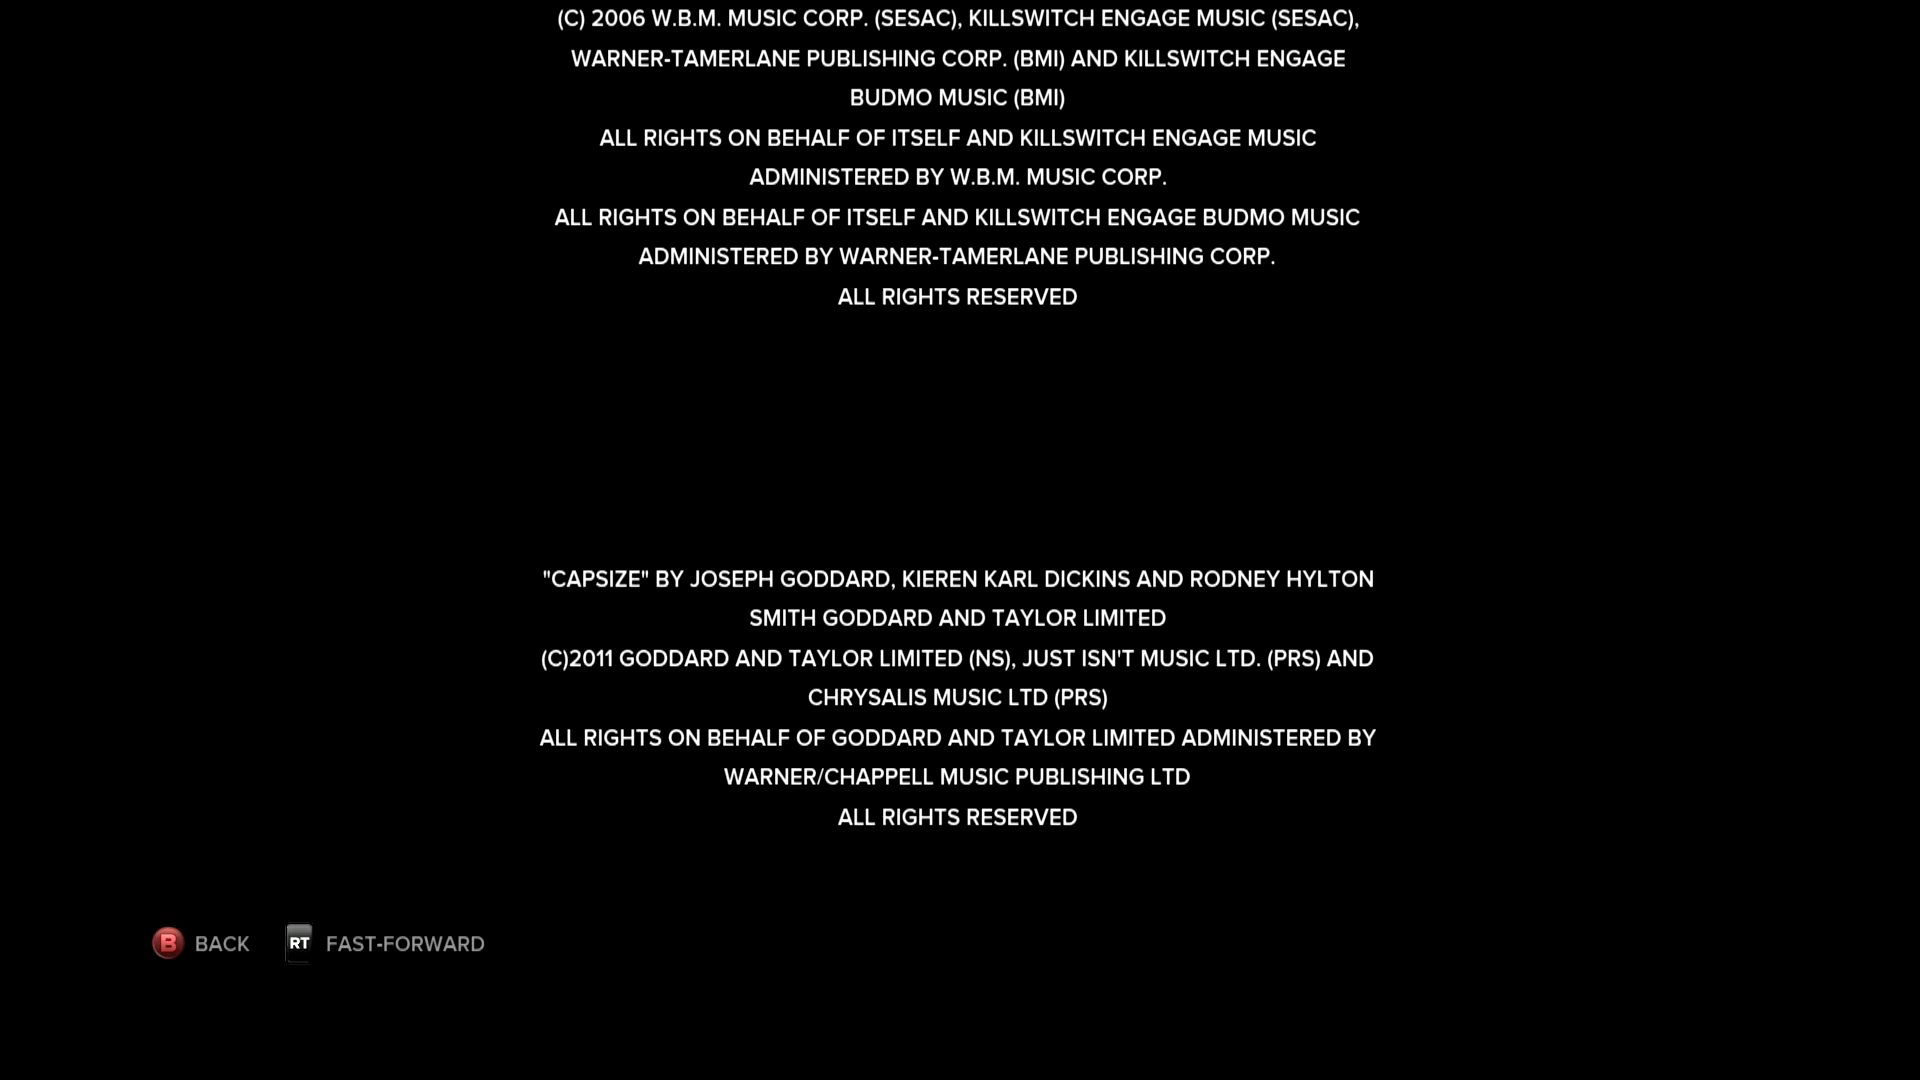 (C) 2006 W.B.M. MUSIC CORP. (SESAC), KILLSWITCH ENGAGE MUSIC (SESAC),
WARNER-TAMERLANE PUBLISHING CORP. (BMI) AND KILLSWITCH ENGAGE
BUDMO MUSIC (BMI)
ALL RIGHTS ON BEHALF OF ITSELF AND KILLSWITCH ENGAGE MUSIC
ADMINISTERED BY W.B.M. MUSIC CORP.
ALL RIGHTS ON BEHALF OF ITSELF AND KILLSWITCH ENGAGE BUDMO MUSIC
ADMINISTERED BY WARNER-TAMERLANE PUBLISHING CORP.
ALL RIGHTS RESERVED
"CAPSIZE" BY JOSEPH GODDARD, KIEREN KARL DICKINS AND RODNEY HYLTON
SMITH GODDARD AND TAYLOR LIMITED
(C)2011 GODDARD AND TAYLOR LIMITED (NS), JUST ISN'T MUSIC LTD. (PRS) AND
CHRYSALIS MUSIC LTD (PRS)
ALL RIGHTS ON BEHALF OF GODDARD AND TAYLOR LIMITED ADMINISTERED BY
WARNER/CHAPPELL MUSIC PUBLISHING LTD
ALL RIGHTS RESERVED
B BACK RT FAST-FORWARD